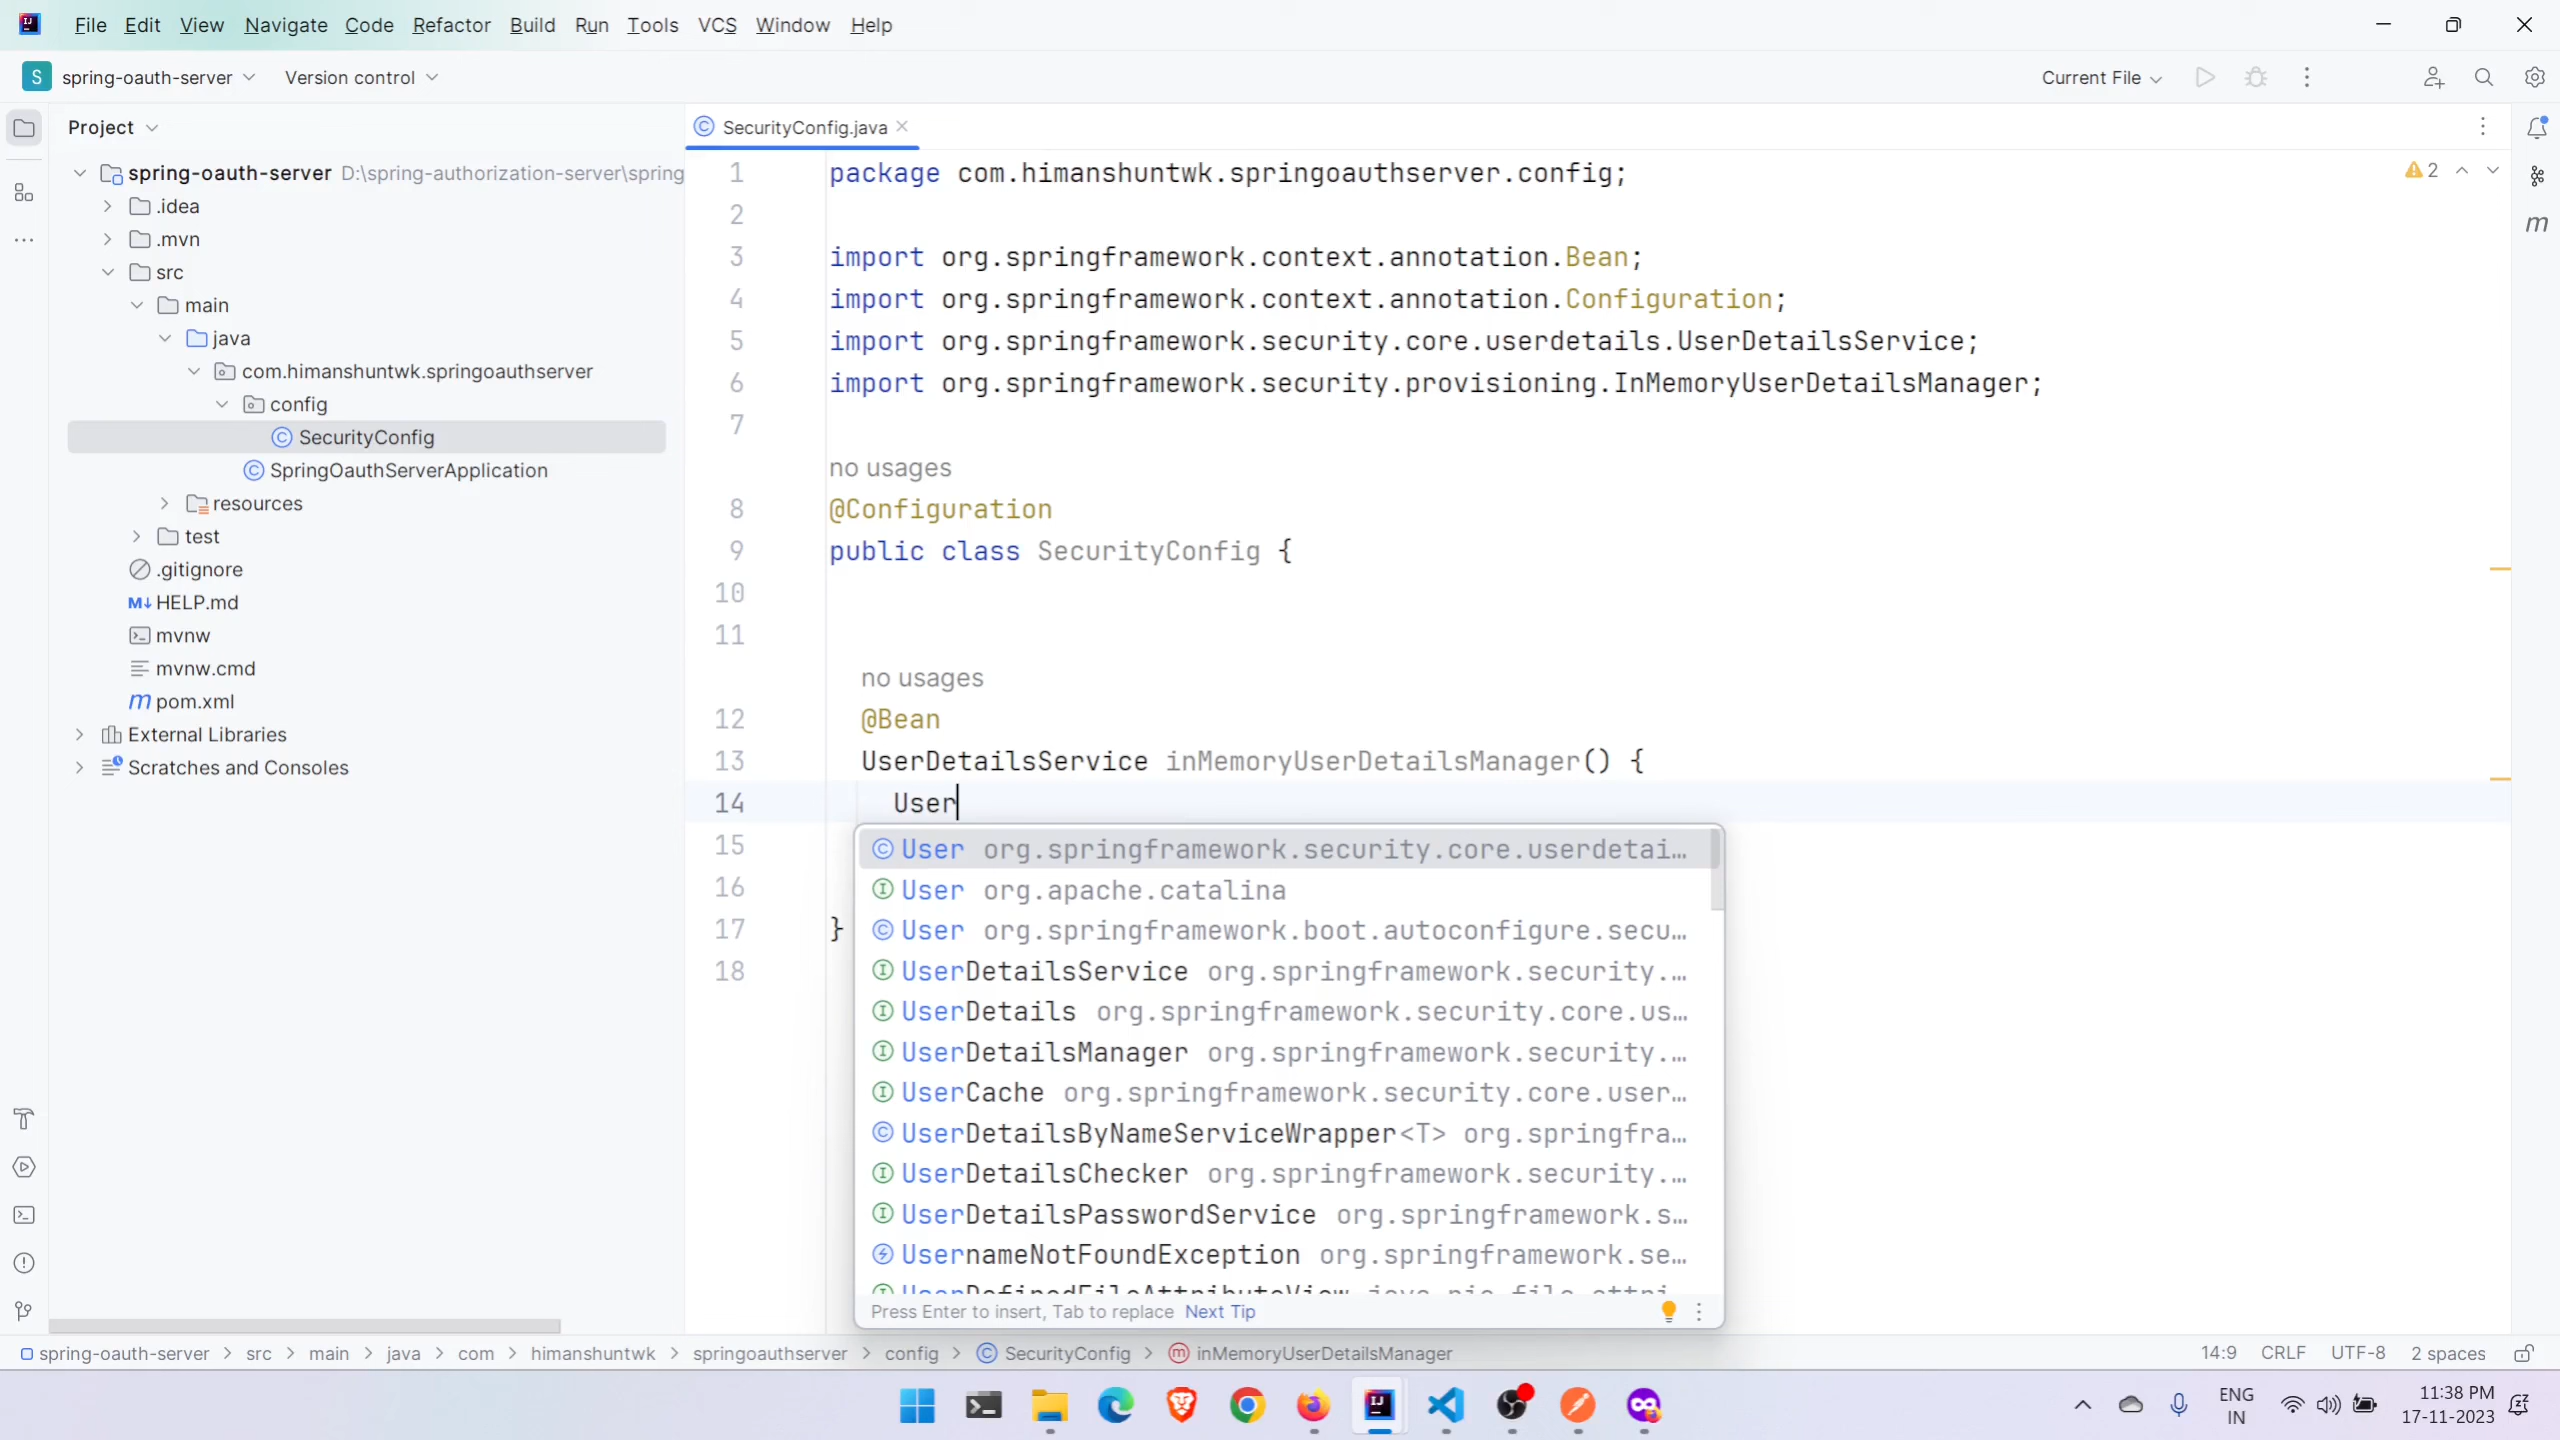 File Edit View Navigate Code Refactor Build Run Tools VCS Window Help
S spring-oauth-server Version control Current File
Project
SecurityConfig.java
spring-oauth-server D:\spring-authorization-server\spring
.idea
.mvn
src
main
java
com.himanshuntwk.springoauthserver
config
SecurityConfig
SpringOauthServerApplication
resources
test
.gitignore
M↓ HELP.md
mvnw
mvnw.cmd
m pom.xml
External Libraries
Scratches and Consoles
2
1 package com.himanshuntwk.springoauthserver.config;
2
3 import org.springframework.context.annotation.Bean;
4 import org.springframework.context.annotation.Configuration;
5 import org.springframework.security.core.userdetails.UserDetailsService;
6 import org.springframework.security.provisioning.InMemoryUserDetailsManager;
7
no usages
8 @Configuration
9 public class SecurityConfig {
10
11
no usages
12 @Bean
13 UserDetailsService inMemoryUserDetailsManager() {
14 User
15
16
17 }
18
User org.springframework.security.core.userdetai…
User org.apache.catalina
User org.springframework.boot.autoconfigure.secu…
UserDetailsService org.springframework.security.…
UserDetails org.springframework.security.core.us…
UserDetailsManager org.springframework.security.…
UserCache org.springframework.security.core.user…
UserDetailsByNameServiceWrapper<T> org.springfra…
UserDetailsChecker org.springframework.security.…
UserDetailsPasswordService org.springframework.s…
UsernameNotFoundException org.springframework.se…
UserDefinedFileAttributeView java.nio.file.attri
Press Enter to insert, Tab to replace Next Tip
m
spring-oauth-server > src > main > java > com > himanshuntwk > springoauthserver > config > SecurityConfig > inMemoryUserDetailsManager
14:9 CRLF UTF-8 2 spaces
ENG
IN
11:38 PM
17-11-2023